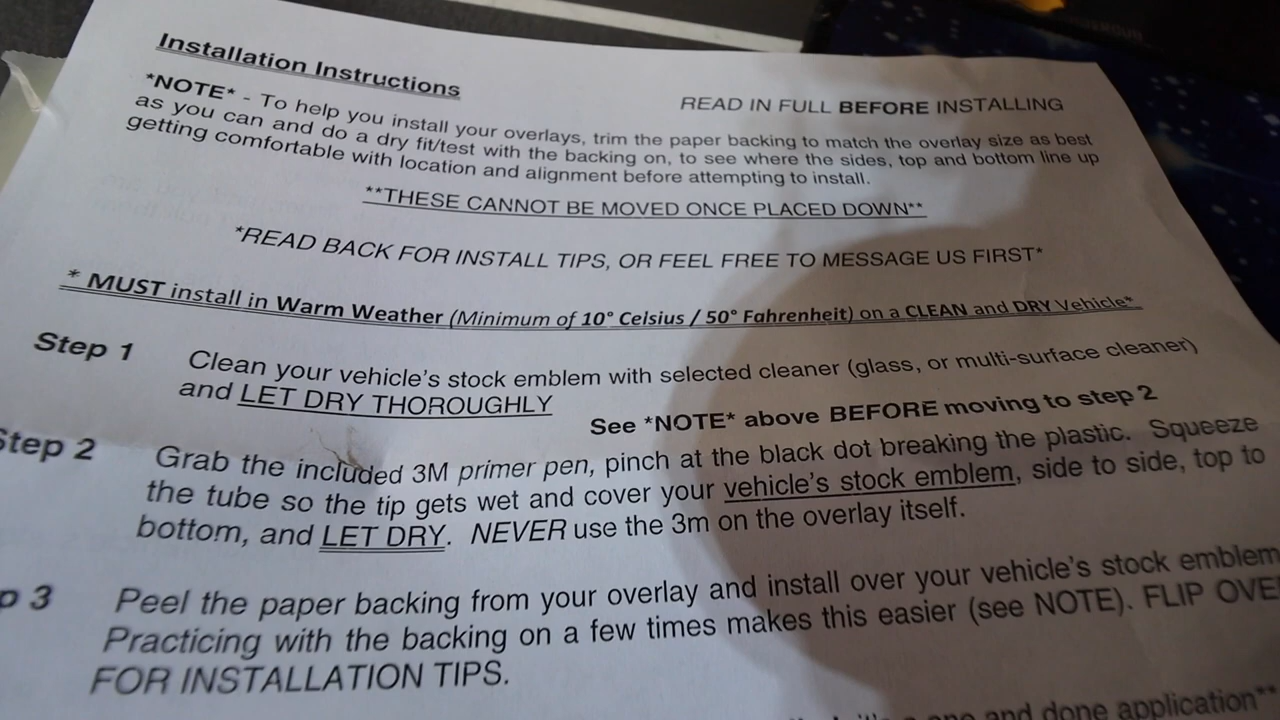 Installation Instructions
READ IN FULL BEFORE INSTALLING
*NOTE* - To help you install your overlays, trim the paper backing to match the overlay size as best
as you can and do a dry fit/test with the backing on, to see where the sides, top and bottom line up
getting comfortable with location and alignment before attempting to install.
**THESE CANNOT BE MOVED ONCE PLACED DOWN**
*READ BACK FOR INSTALL TIPS, OR FEEL FREE TO MESSAGE US FIRST*
* MUST install in Warm Weather (Minimum of 10° Celsius / 50° Fahrenheit) on a CLEAN and DRY Vehicle*
Step 1 Clean your vehicle's stock emblem with selected cleaner (glass, or multi-surface cleaner)
and LET DRY THOROUGHLY
See *NOTE* above BEFORE moving to step 2
Step 2 Grab the included 3M primer pen, pinch at the black dot breaking the plastic. Squeeze
the tube so the tip gets wet and cover your vehicle's stock emblem, side to side, top to
bottom, and LET DRY. NEVER use the 3m on the overlay itself.
p 3 Peel the paper backing from your overlay and install over your vehicle's stock emblem
Practicing with the backing on a few times makes this easier (see NOTE). FLIP OVE
FOR INSTALLATION TIPS.
one and done application**